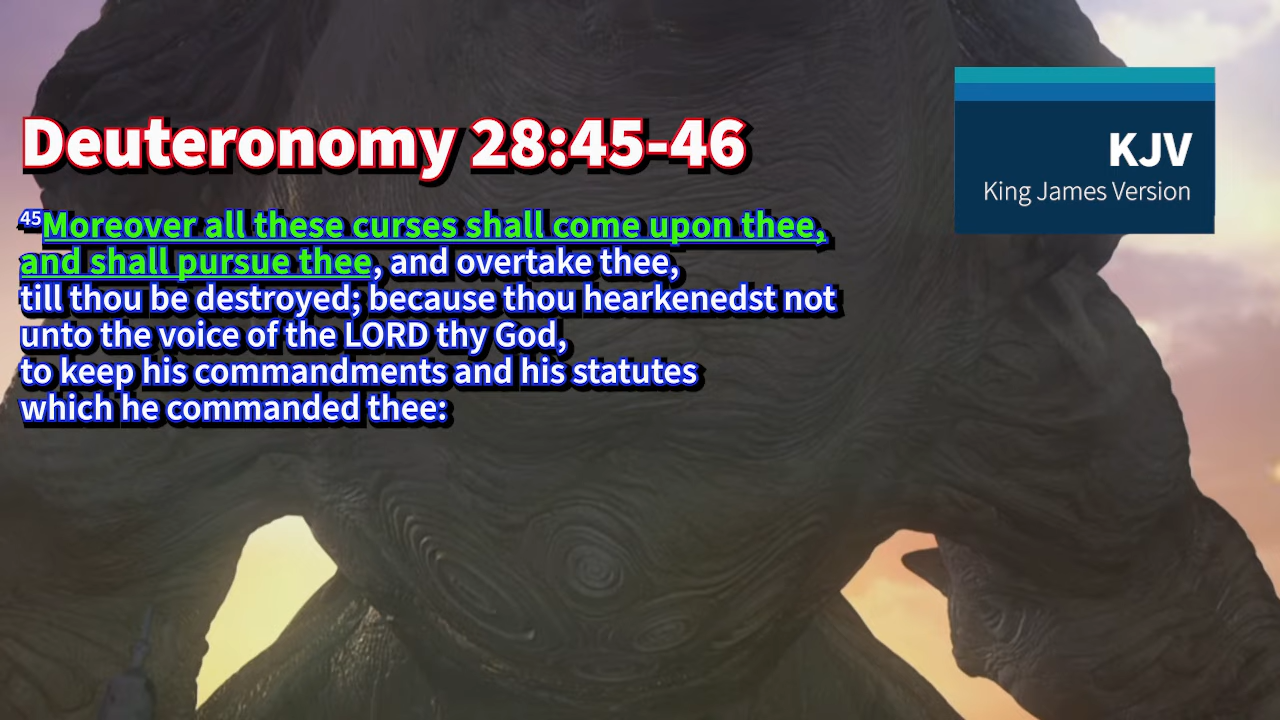 Deuteronomy 28:45-46
KJV
King James Version
45Moreover all these curses shall come upon thee,
and shall pursue thee, and overtake thee,
till thou be destroyed; because thou hearkenedst not
unto the voice of the LORD thy God,
to keep his commandments and his statutes
which he commanded thee: